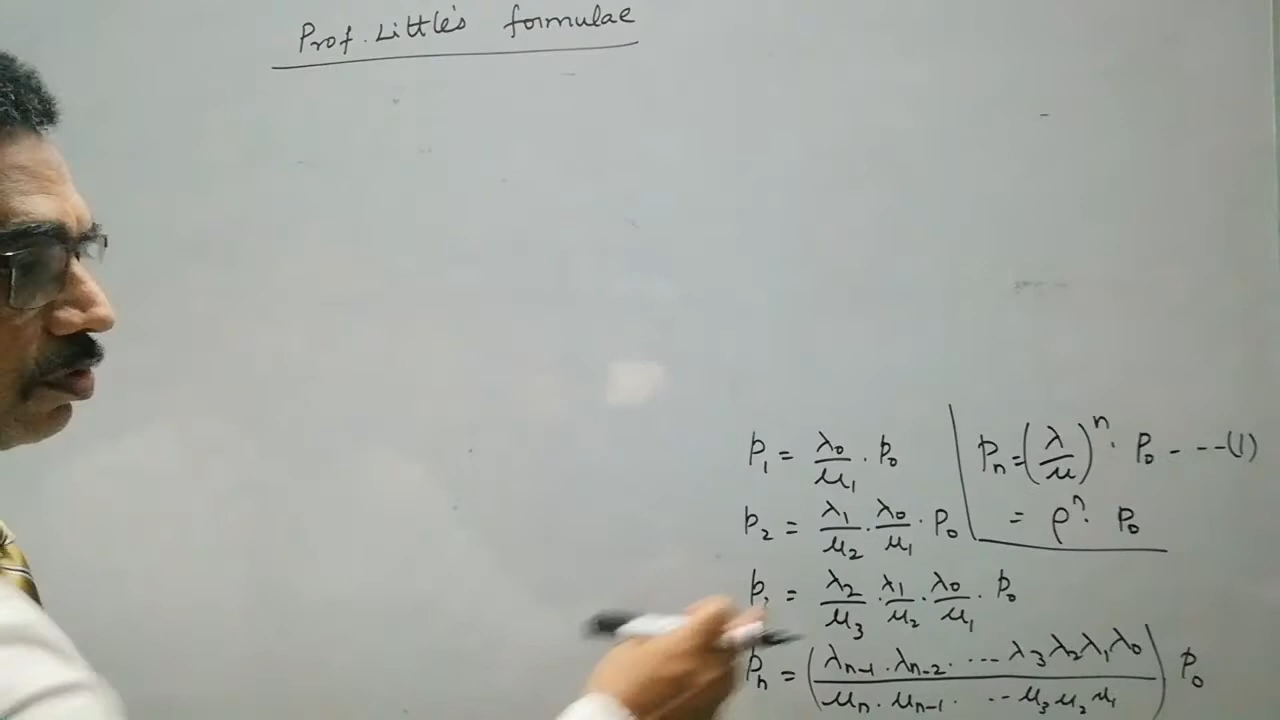 Prof. Little's formulae
p₁ = λ₀/μ₁ · p₀
p₂ = λ₁/μ₂ · λ₀/μ₁ · P₀
p = λ₂/μ₃ · λ₁/μ₂ · λ₀/μ₁ · p₀
pₙ = (λₙ₋₁ · λₙ₋₂ · --- λ₃ λ₂ λ₁ λ₀ / μₙ · μₙ₋₁ · -- μ₃ μ₂ μ₁) p₀
pₙ = (λ/μ)ⁿ · P₀ - --(1)
= ρⁿ · P₀